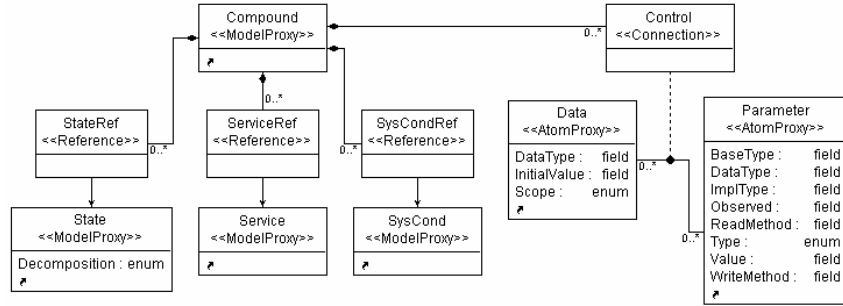 Compound
<<ModelProxy>>
Control
<<Connection>>
0..*
0..*
0..*
0..*
StateRef
<<Reference>>
ServiceRef
<<Reference>>
SysCondRef
<<Reference>>
Data
<<AtomProxy>>
DataType : field
InitialValue : field
Scope : enum
Parameter
<<AtomProxy>>
BaseType : field
DataType : field
ImplType : field
Observed : field
ReadMethod : field
Type : enum
Value : field
WriteMethod : field
0..*
0..*
State
<<ModelProxy>>
Decomposition : enum
Service
<<ModelProxy>>
SysCond
<<ModelProxy>>